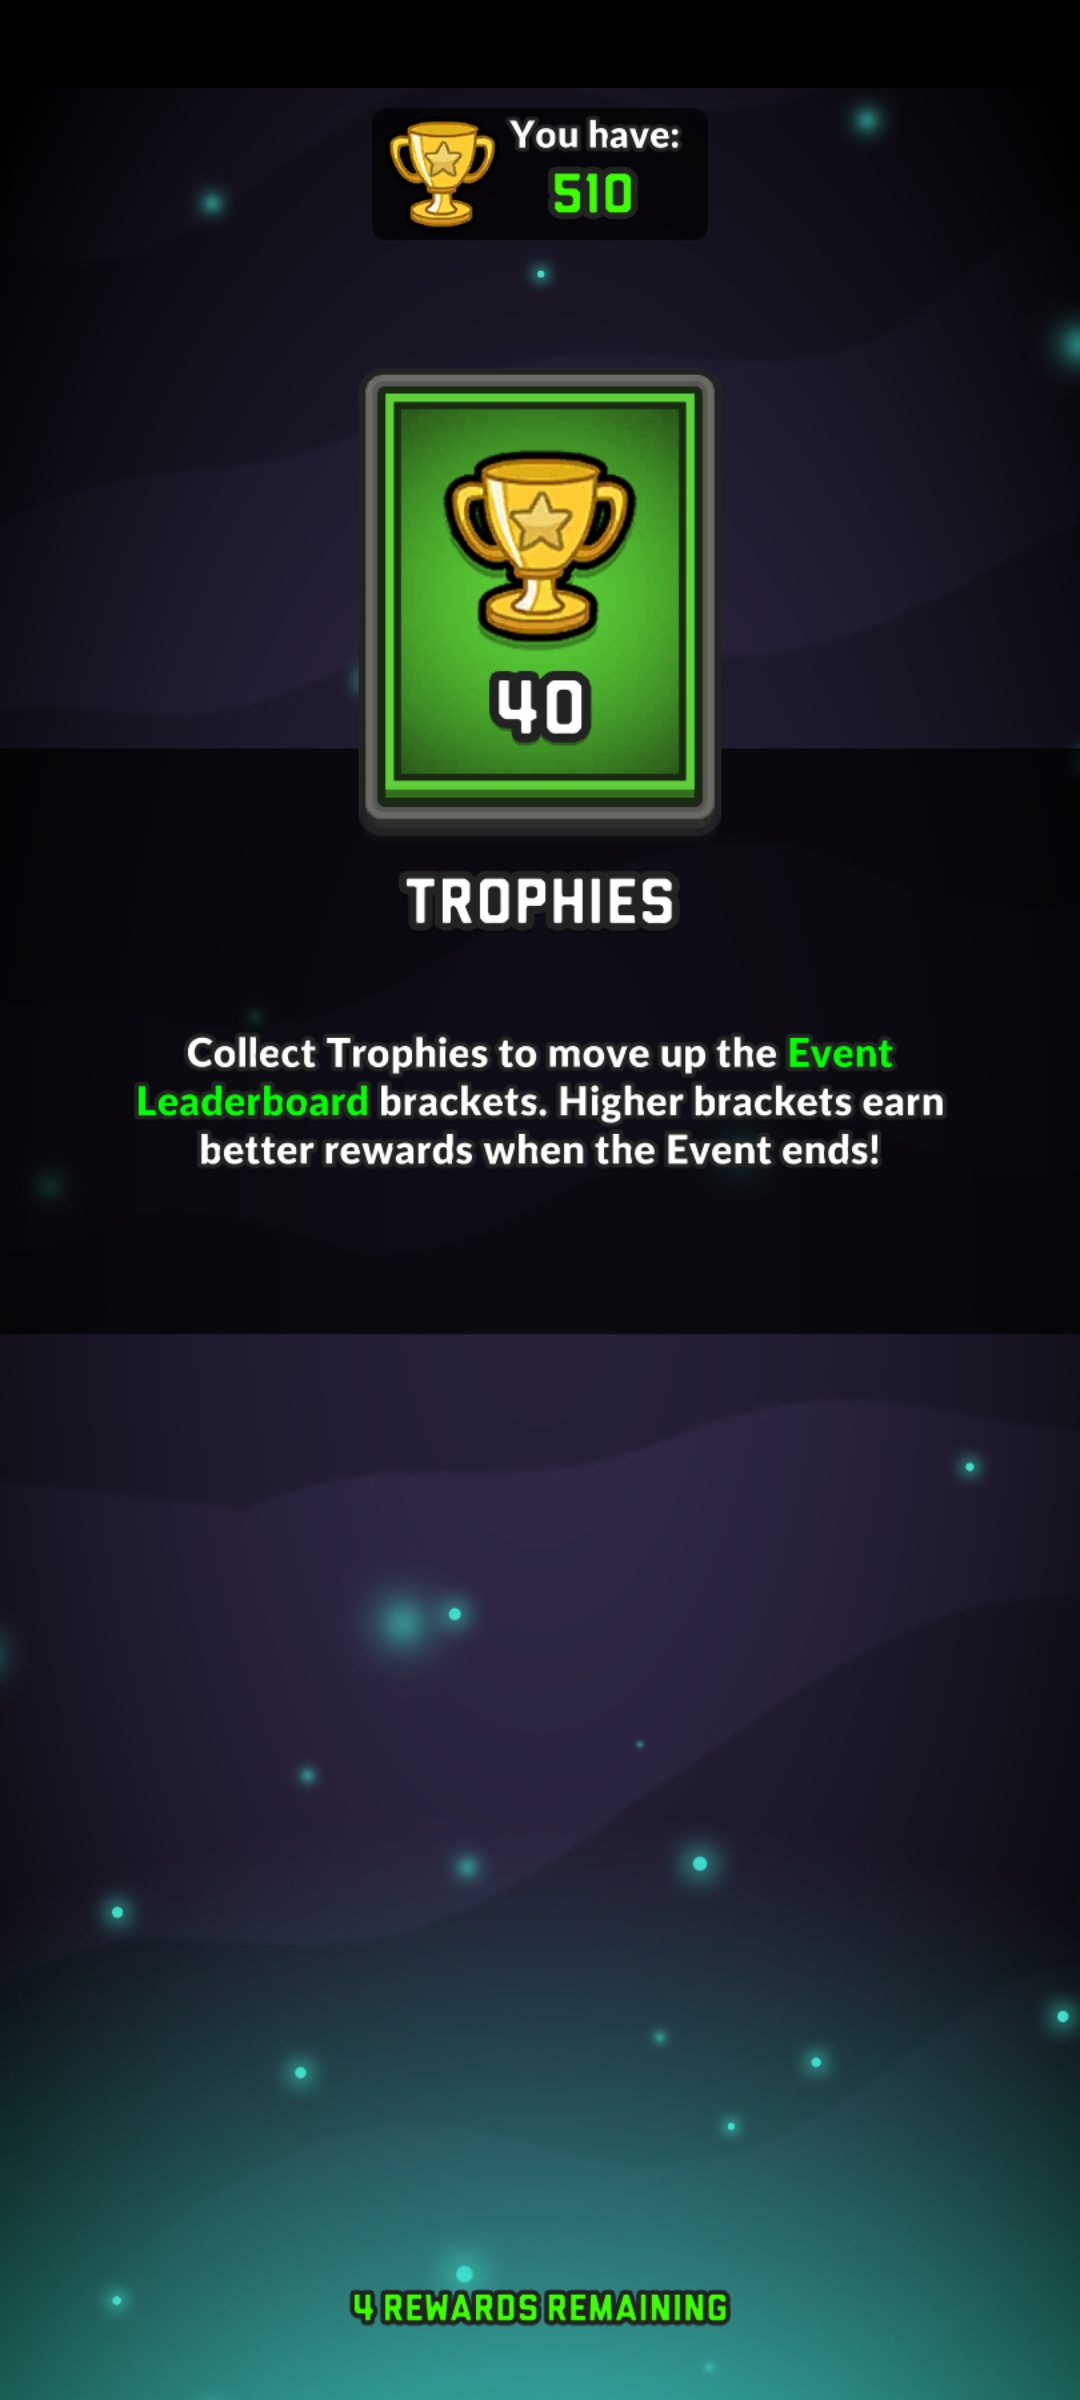 You have:
510
40
TROPHIES
Collect Trophies to move up the Event
Leaderboard brackets. Higher brackets earn
better rewards when the Event ends!
4 REWARDS REMAINING